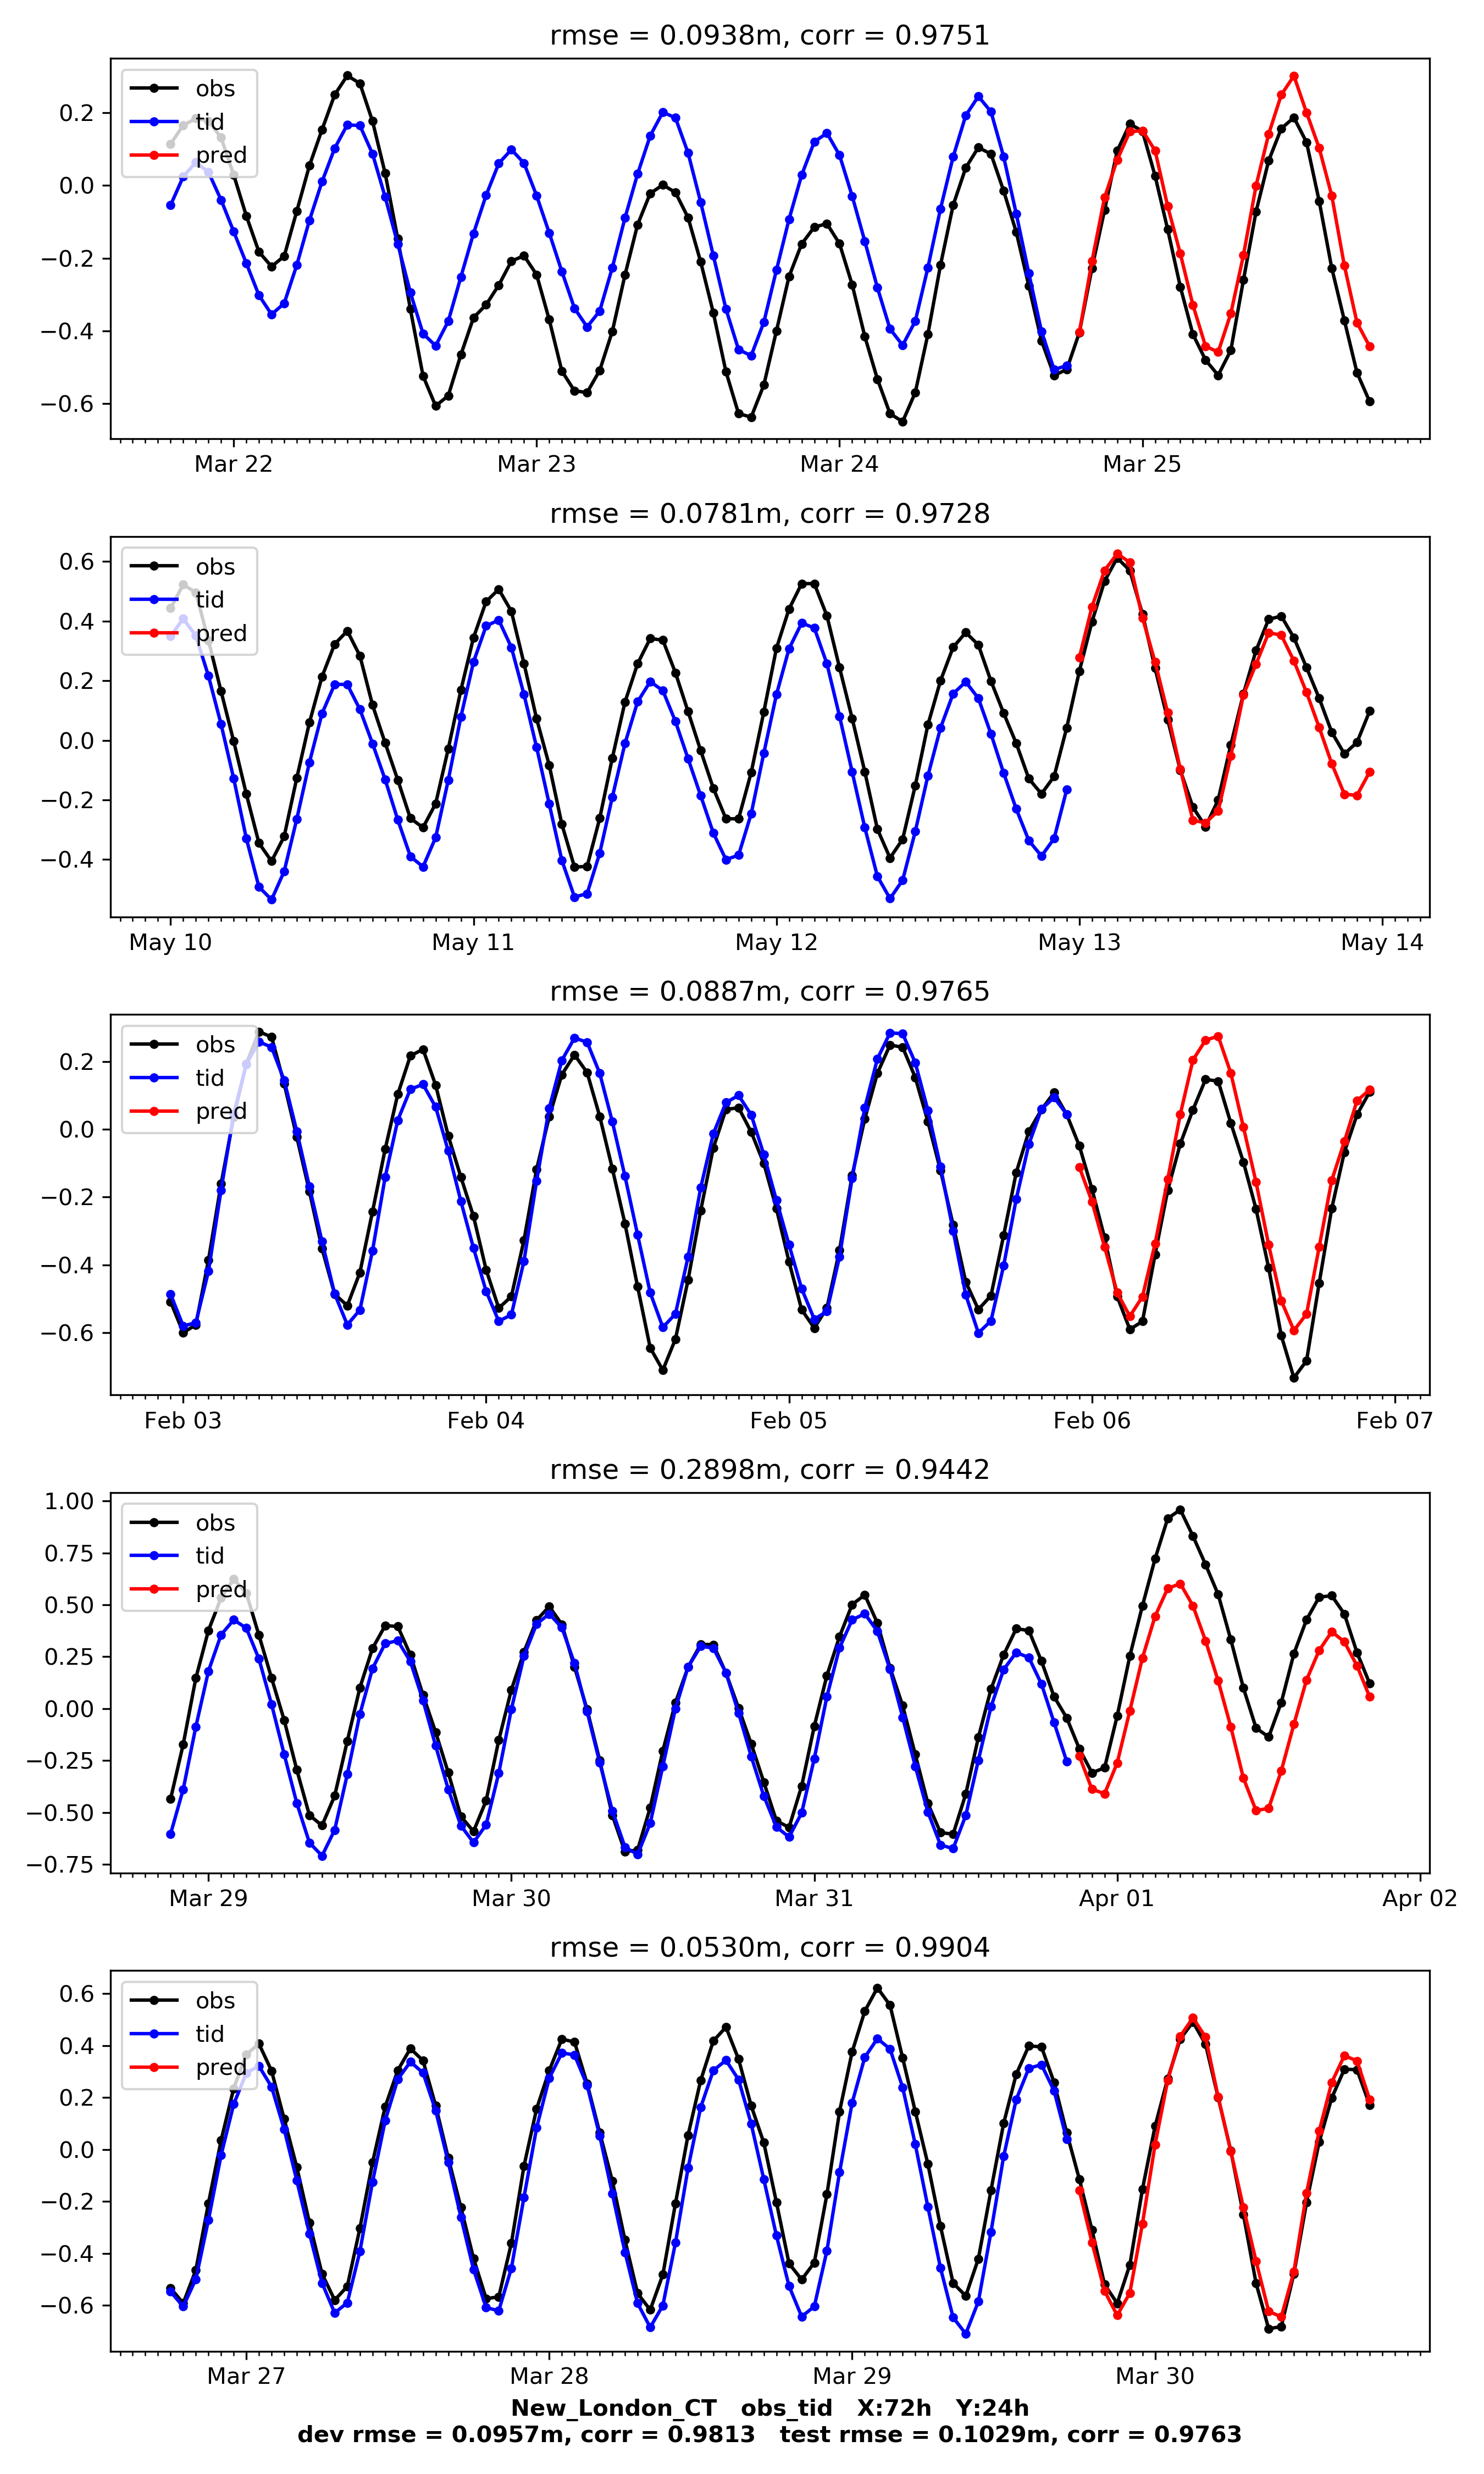 rmse = 0.0938m, corr = 0.9751
obs
tid
pred
0.2
0.0
−0.2
−0.4
−0.6
Mar 22 Mar 23 Mar 24 Mar 25
rmse = 0.0781m, corr = 0.9728
obs
tid
pred
0.6
0.4
0.2
0.0
−0.2
−0.4
May 10 May 11 May 12 May 13 May 14
rmse = 0.0887m, corr = 0.9765
obs
tid
pred
0.2
0.0
−0.2
−0.4
−0.6
Feb 03 Feb 04 Feb 05 Feb 06 Feb 07
rmse = 0.2898m, corr = 0.9442
obs
tid
pred
1.00
0.75
0.50
0.25
0.00
−0.25
−0.50
−0.75
Mar 29 Mar 30 Mar 31 Apr 01 Apr 02
rmse = 0.0530m, corr = 0.9904
obs
tid
pred
0.6
0.4
0.2
0.0
−0.2
−0.4
−0.6
Mar 27 Mar 28 Mar 29 Mar 30
New_London_CT obs_tid X:72h Y:24h
dev rmse = 0.0957m, corr = 0.9813 test rmse = 0.1029m, corr = 0.9763